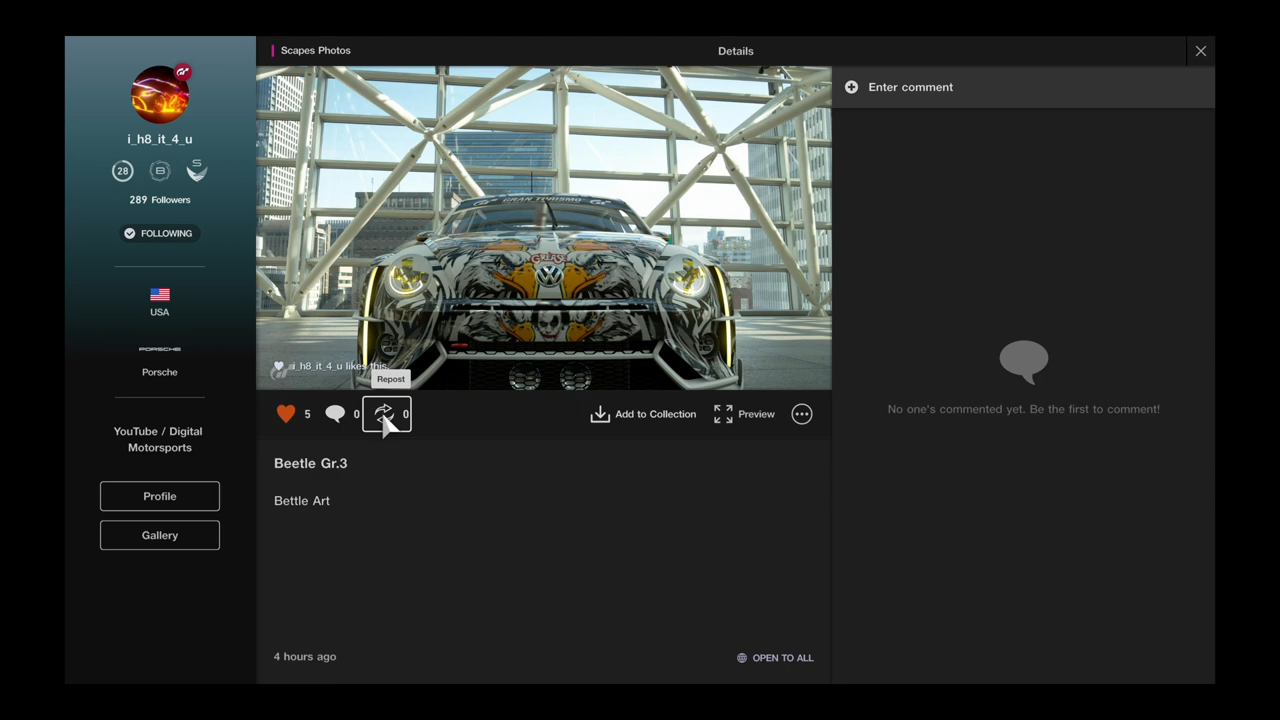 Scapes Photos
Details
i_h8_it_4_u
28
B
S
289 Followers
FOLLOWING
USA
PORSCHE
Porsche
YouTube / Digital
Motorsports
Profile
Gallery
GRAN TURISMO
GREASE
i_h8_it_4_u likes this.
Repost
5
0
0
Add to Collection
Preview
Beetle Gr.3
Bettle Art
4 hours ago
OPEN TO ALL
Enter comment
No one's commented yet. Be the first to comment!